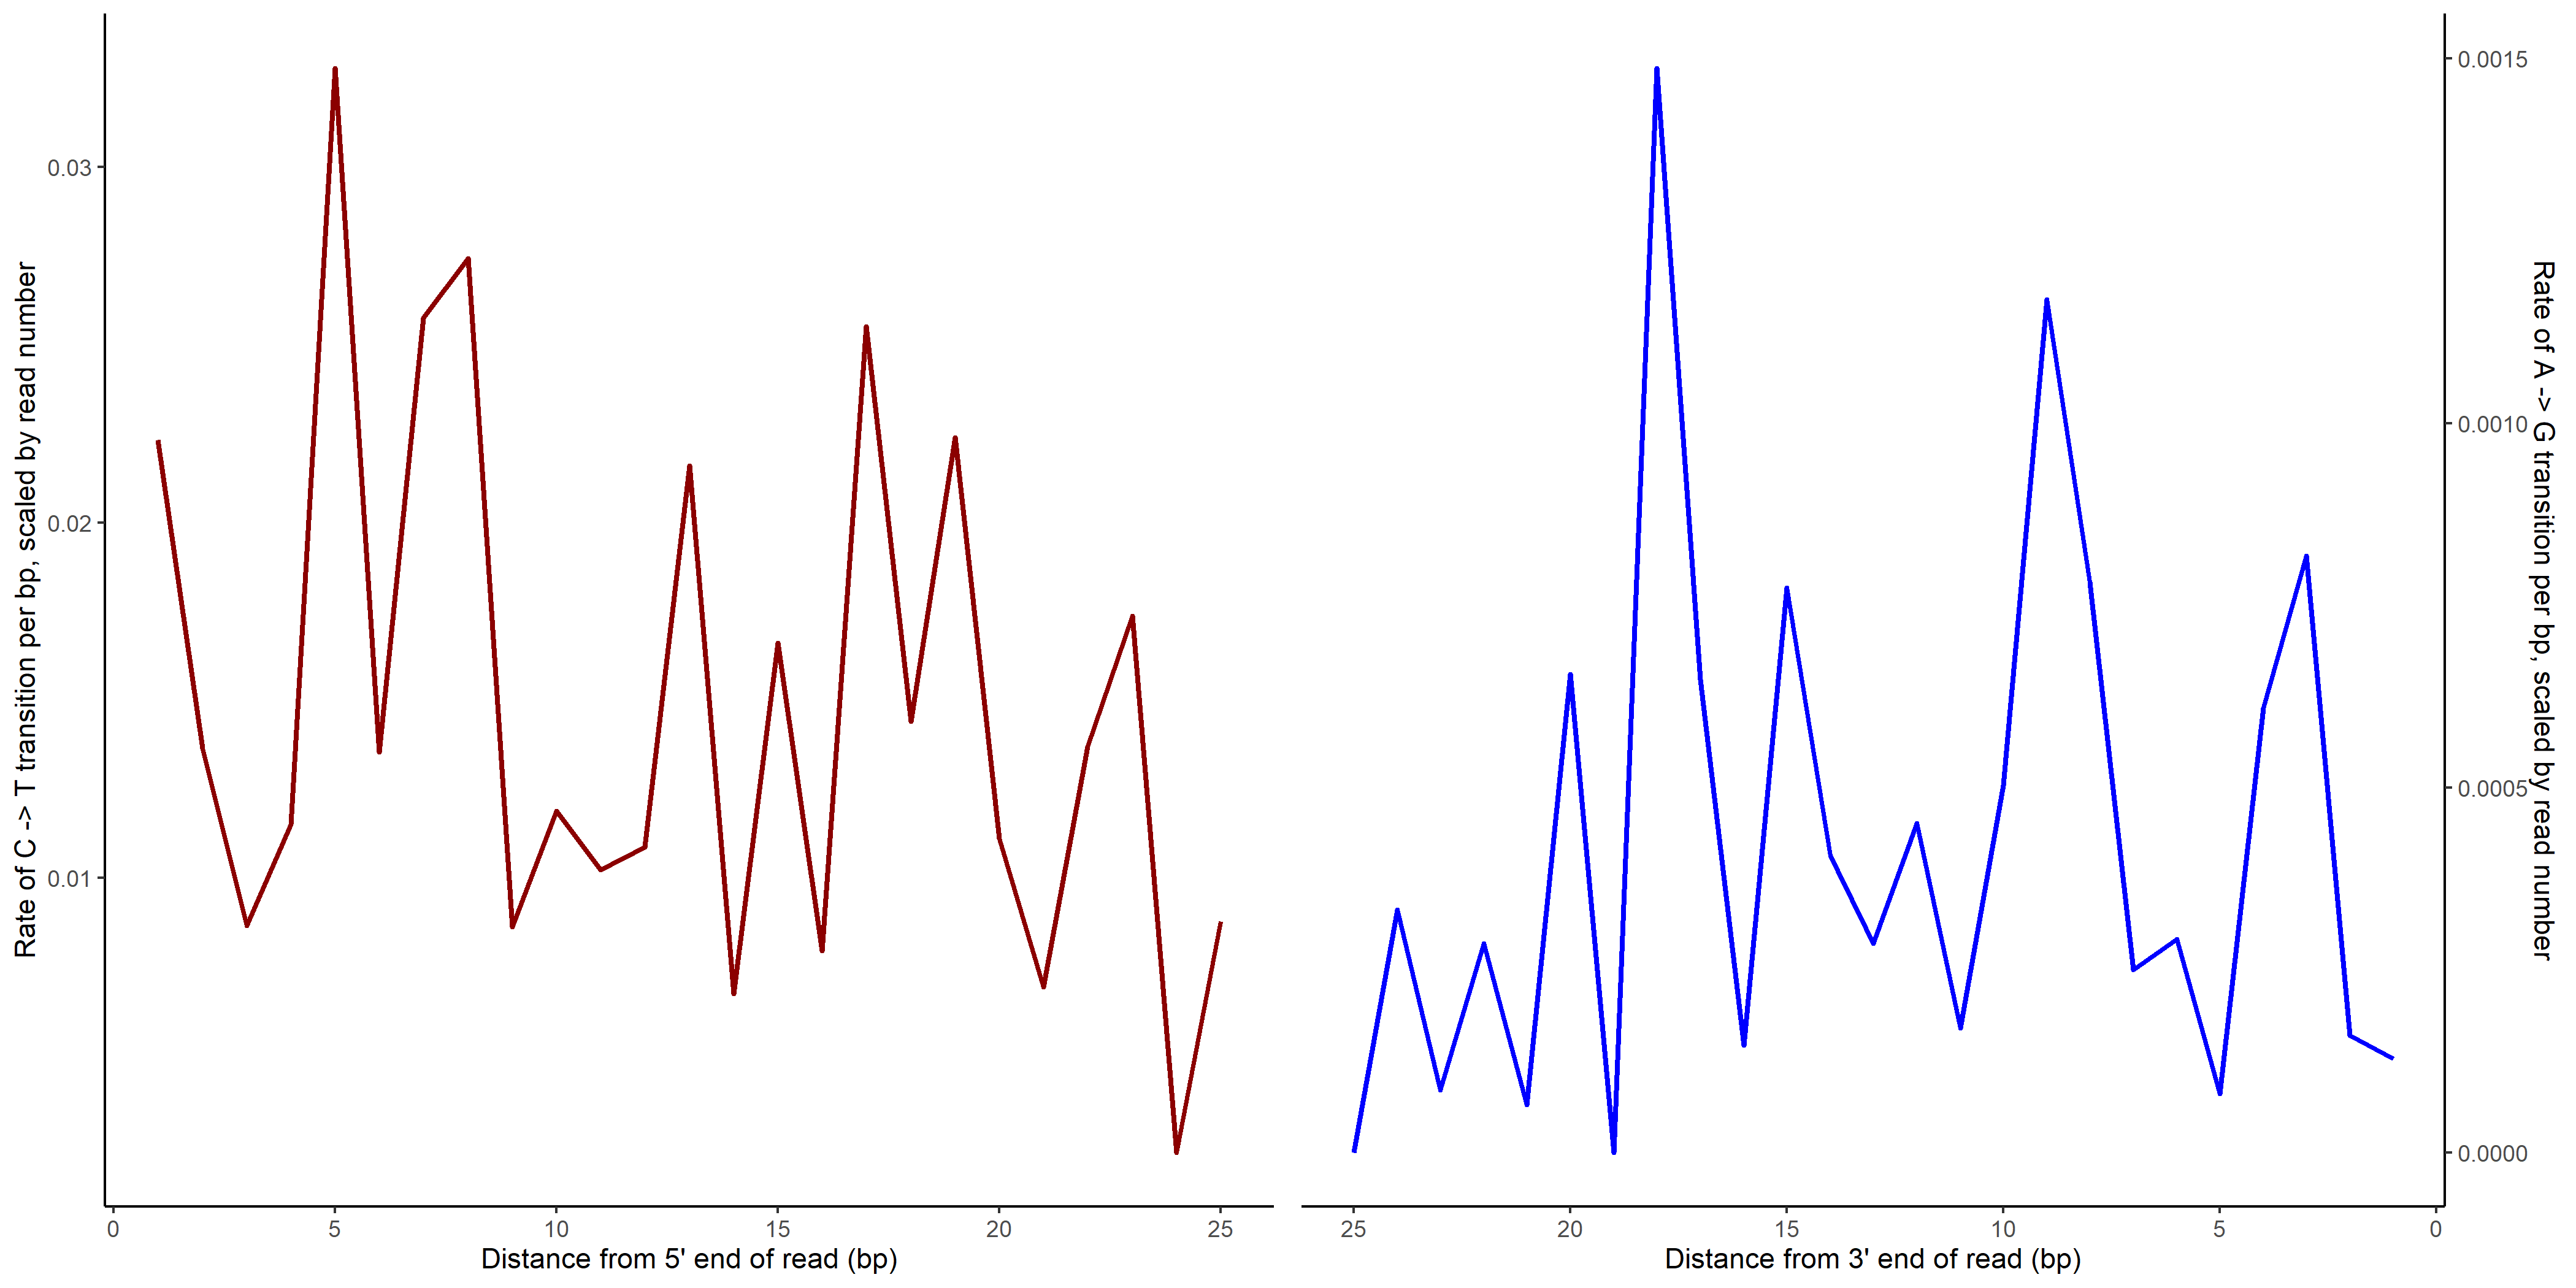 Rate of C -> T transition per bp, scaled by read number
0.03
0.02
0.01
0 5 10 15 20 25
Distance from 5' end of read (bp)
25 20 15 10 5 0
Distance from 3' end of read (bp)
0.0015
0.0010
0.0005
0.0000
Rate of A -> G transition per bp, scaled by read number